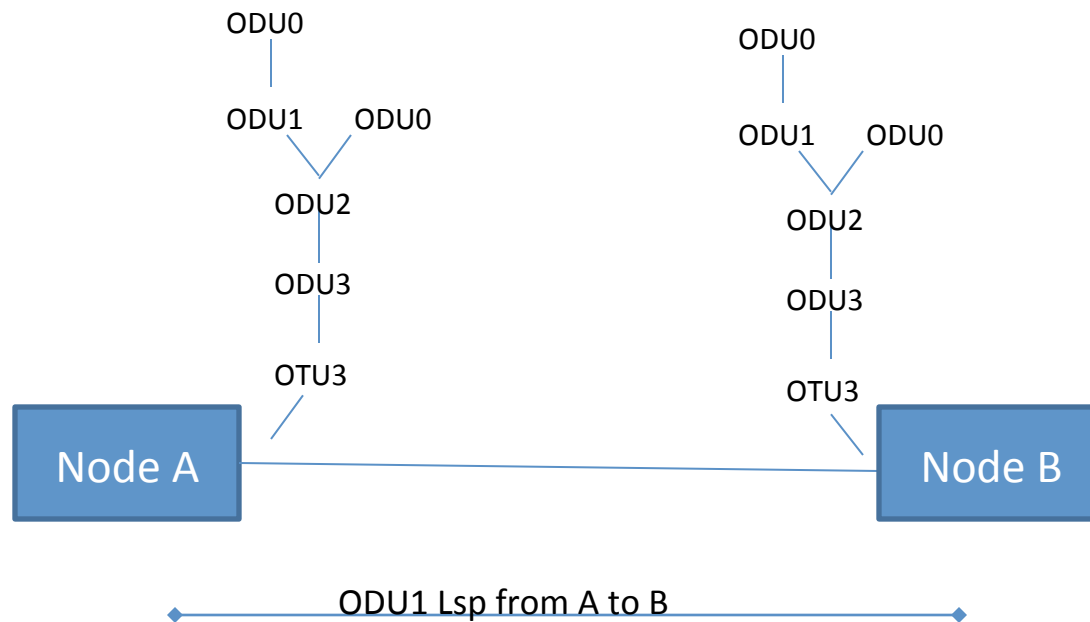 ODU0
ODU0
ODU1 ODU0
ODU1 ODU0
ODU2
ODU2
ODU3
ODU3
OTU3
OTU3
Node A
Node B
ODU1 Lsp from A to B